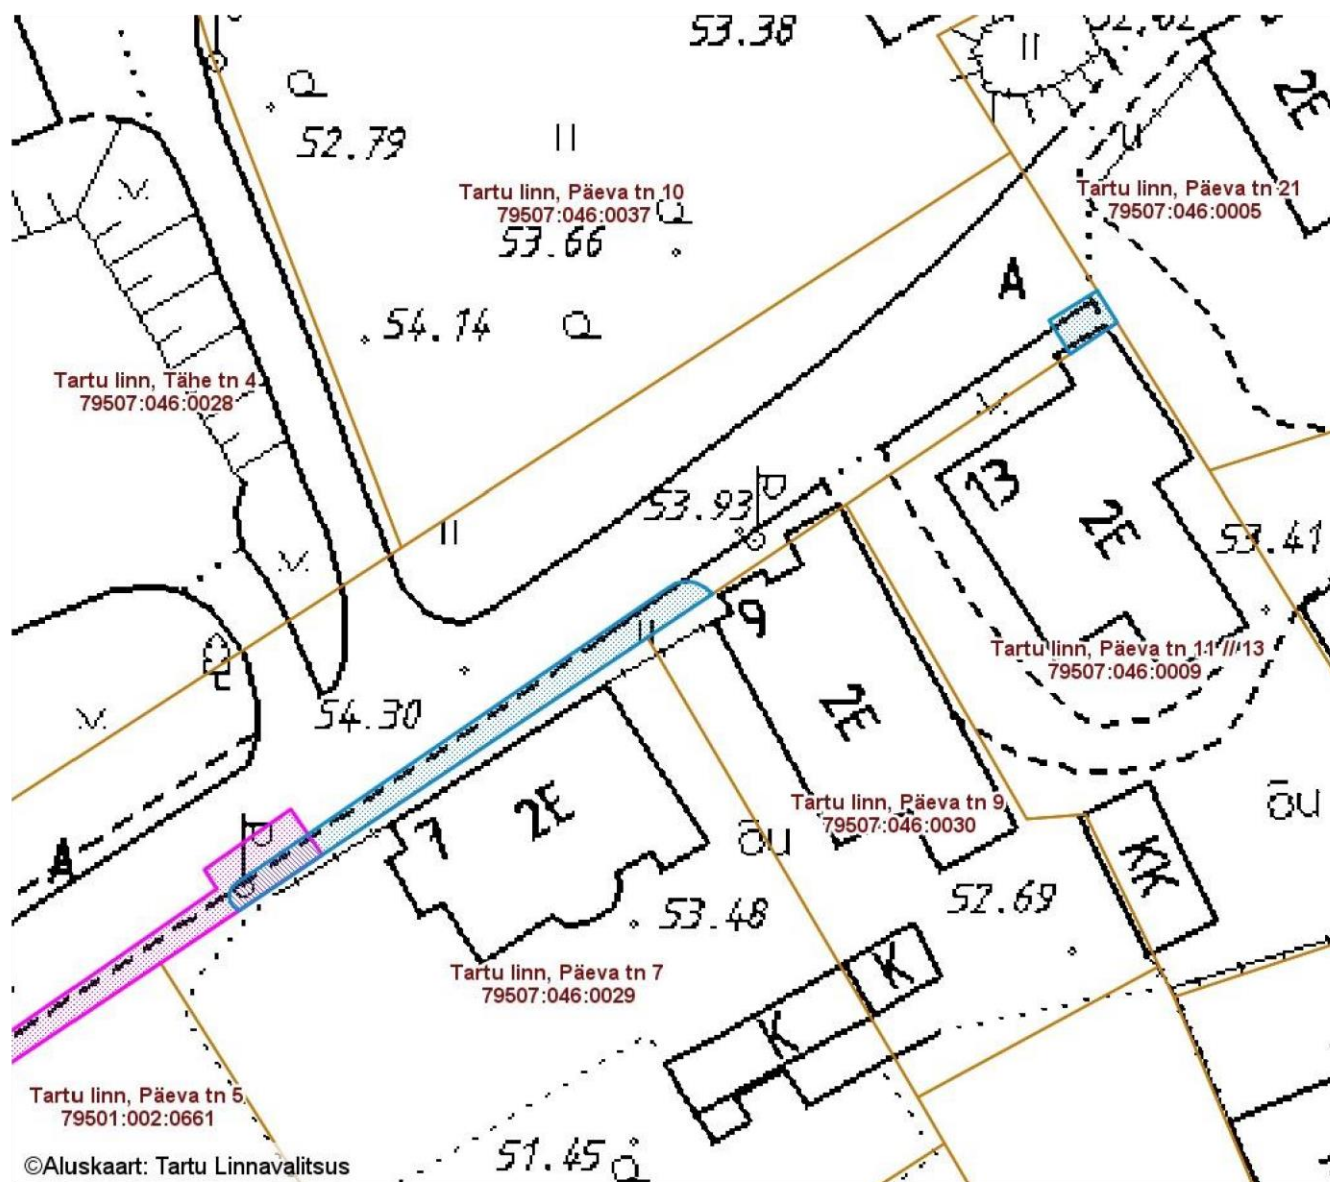 53.38
52.79
Tartu linn, Päeva tn 10
79507:046:0037
53.66
Tartu linn, Päeva tn 21
79507:046:0005
2E
A
54.14
Tartu linn, Tähe tn 4
79507:046:0028
53.93
13
2E
53.41
9
Tartu linn, Päeva tn 11 // 13
79507:046:0009
54.30
2E
7
2E
Tartu linn, Päeva tn 9
79507:046:0030
õu
õu
A
KK
53.48
52.69
Tartu linn, Päeva tn 7
79507:046:0029
K
K
Tartu linn, Päeva tn 5
79501:002:0661
51.45
©Aluskaart: Tartu Linnavalitsus